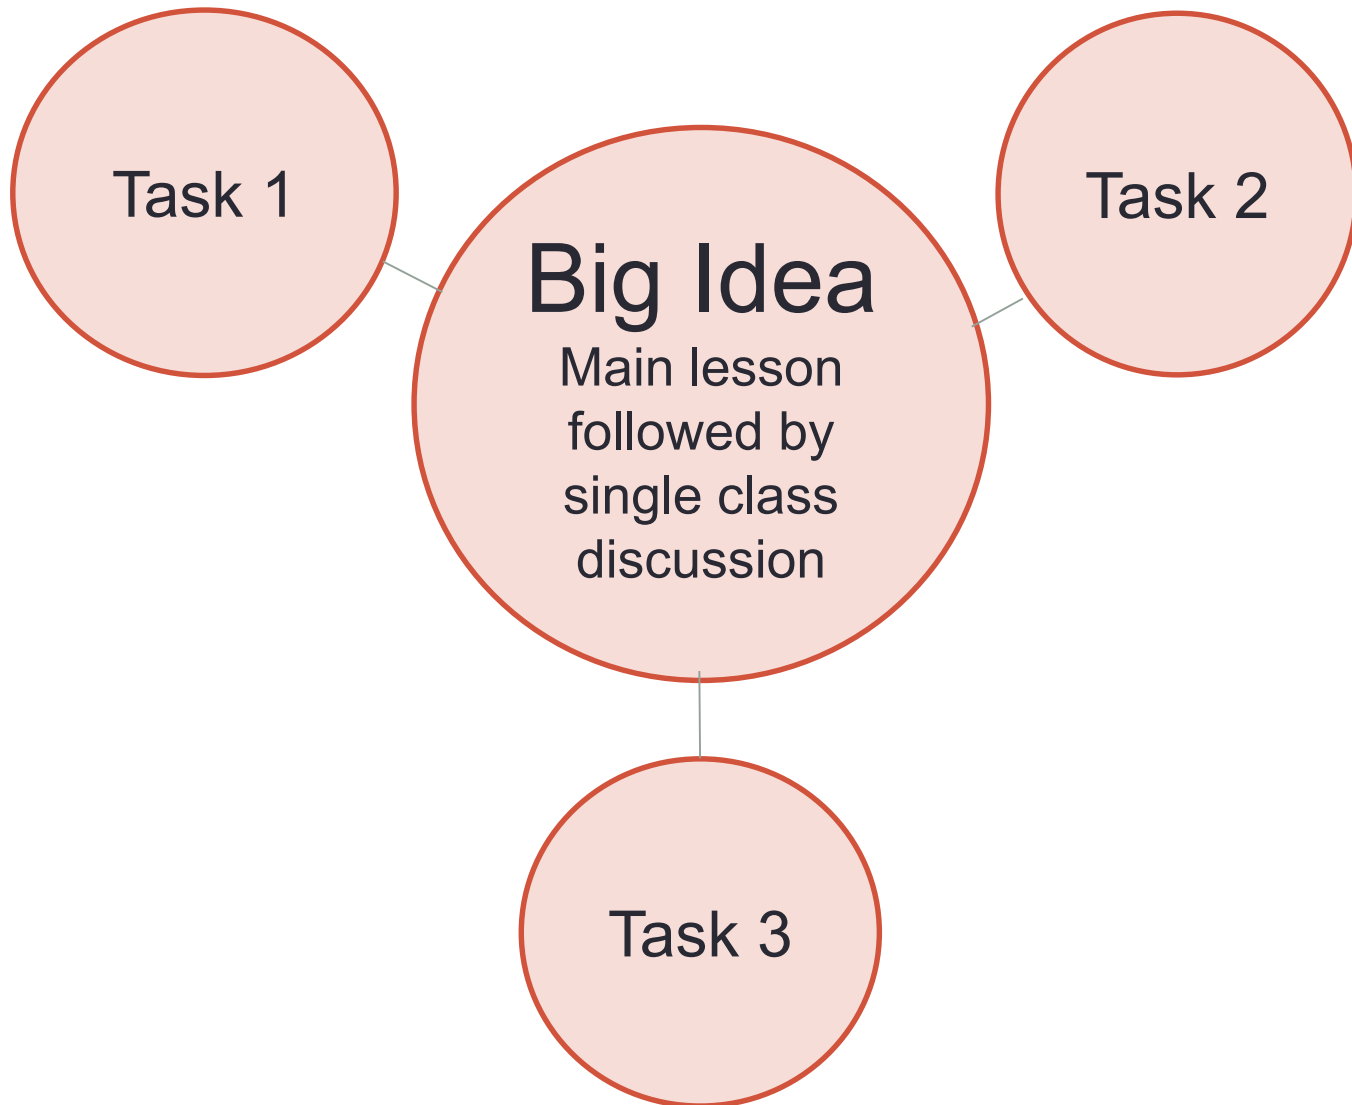 Task 1
Task 2
Big Idea
Main lesson
followed by
single class
discussion
Task 3